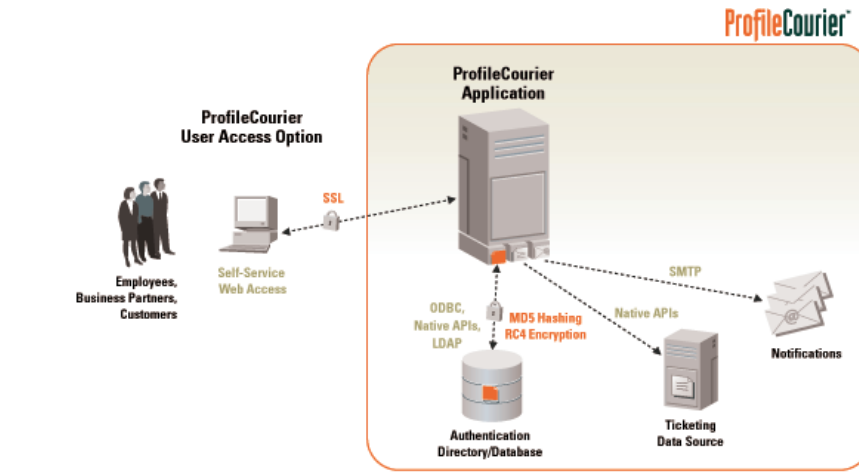 ProfileCourier™
ProfileCourier
Application
ProfileCourier
User Access Option
SSL
Self-Service
Web Access
Employees,
Business Partners,
Customers
SMTP
ODBC,
Native APIs,
LDAP
MD5 Hashing
RC4 Encryption
Native APIs
Notifications
Authentication
Directory/Database
Ticketing
Data Source